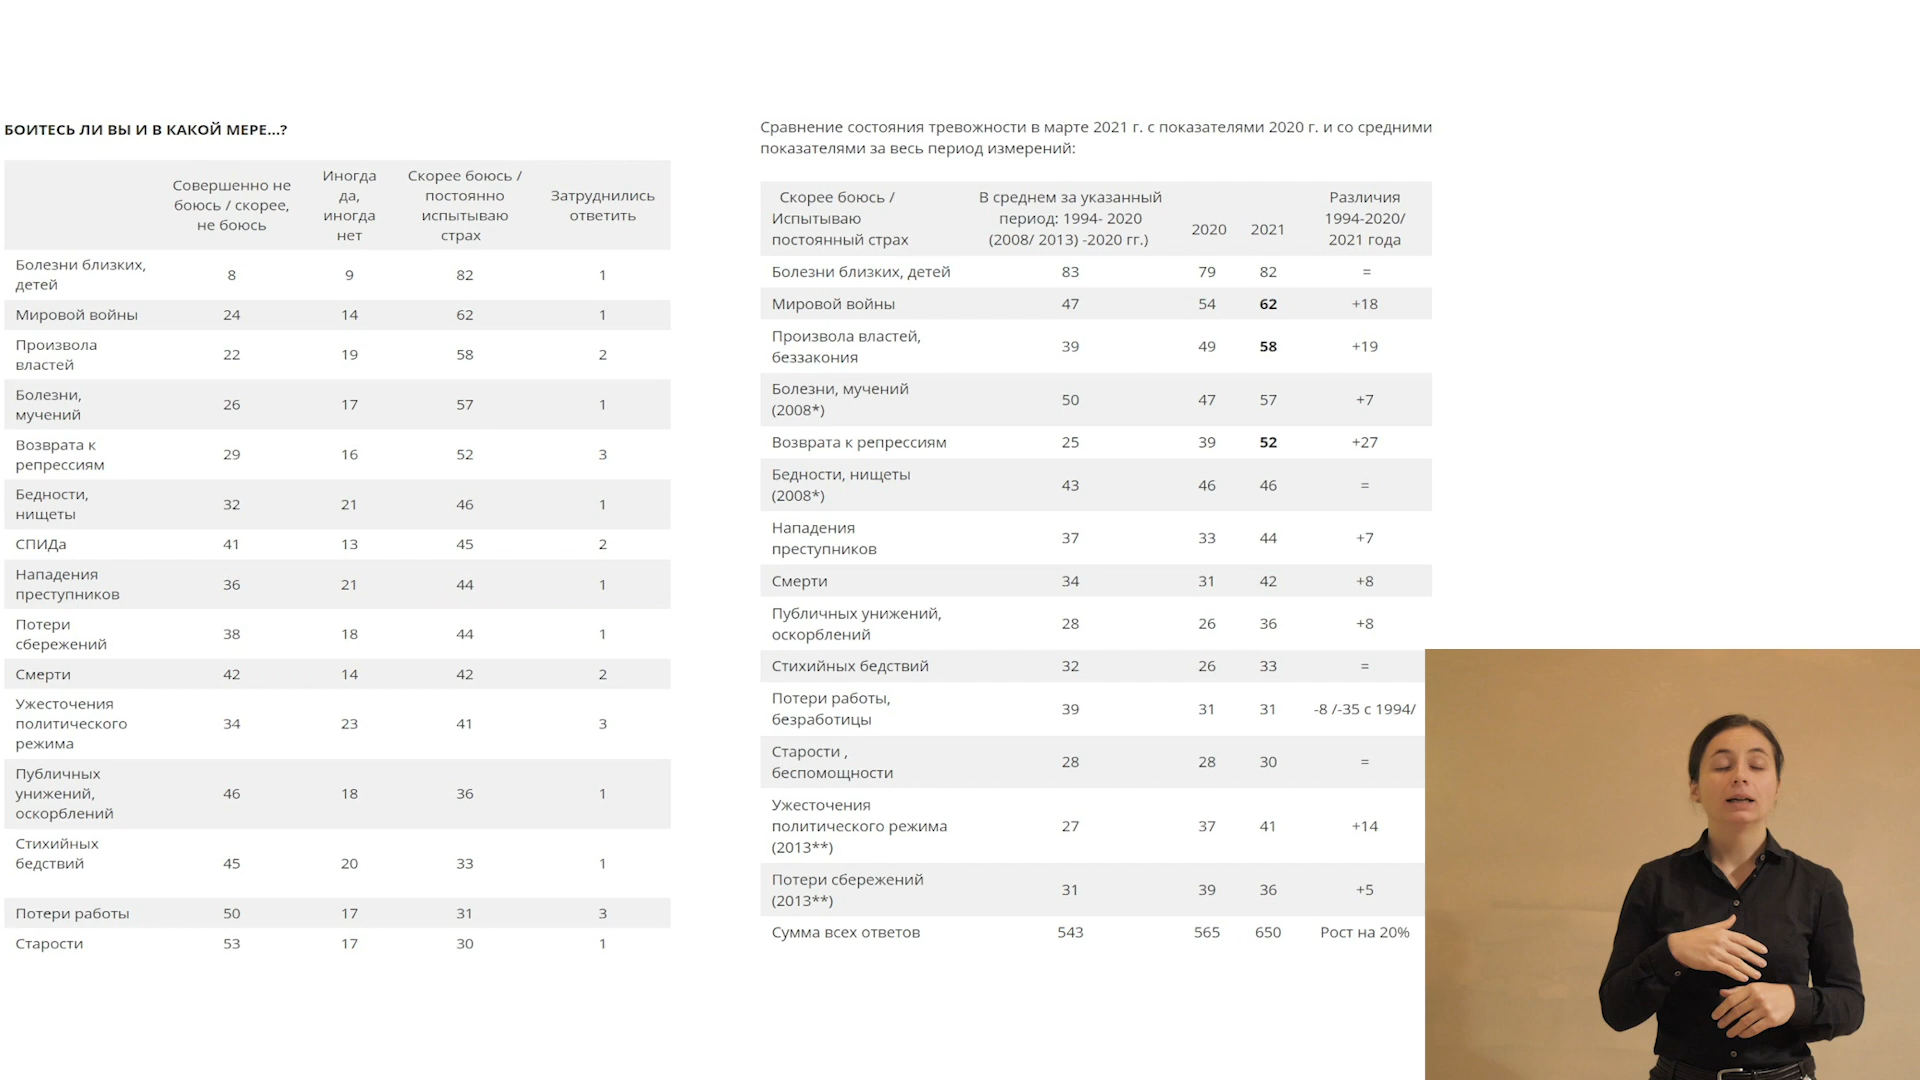 БОИТЕСЬ ЛИ ВЫ И В КАКОЙ МЕРЕ...?
Совершенно не
боюсь / скорее,
не боюсь
Иногда
да,
иногда
нет
Скорее боюсь /
постоянно
испытываю
страх
Затруднились
ответить
Болезни близких,
детей
8 9 82 1
Мировой войны 24 14 62 1
Произвола
властей
22 19 58 2
Болезни,
мучений
26 17 57 1
Возврата к
репрессиям
29 16 52 3
Бедности,
нищеты
32 21 46 1
СПИДа 41 13 45 2
Нападения
преступников
36 21 44 1
Потери
сбережений
38 18 44 1
Смерти 42 14 42 2
Ужесточения
политического
режима
34 23 41 3
Публичных
унижений,
оскорблений
46 18 36 1
Стихийных
бедствий
45 20 33 1
Потери работы 50 17 31 3
Старости 53 17 30 1
Сравнение состояния тревожности в марте 2021 г. с показателями 2020 г. и со средними
показателями за весь период измерений:
Скорее боюсь /
Испытываю
постоянный страх
В среднем за указанный
период: 1994- 2020
(2008/ 2013) -2020 гг.)
2020
2021
Различия
1994-2020/
2021 года
Болезни близких, детей 83 79 82 =
Мировой войны 47 54 62 +18
Произвола властей,
беззакония
39 49 58 +19
Болезни, мучений
(2008*)
50 47 57 +7
Возврата к репрессиям 25 39 52 +27
Бедности, нищеты
(2008*)
43 46 46 =
Нападения
преступников
37 33 44 +7
Смерти 34 31 42 +8
Публичных унижений,
оскорблений
28 26 36 +8
Стихийных бедствий 32 26 33 =
Потери работы,
безработицы
39 31 31 -8 /-35 с 1994/
Старости ,
беспомощности
28 28 30 =
Ужесточения
политического режима
(2013**)
27 37 41 +14
Потери сбережений
(2013**)
31 39 36 +5
Сумма всех ответов 543 565 650 Рост на 20%